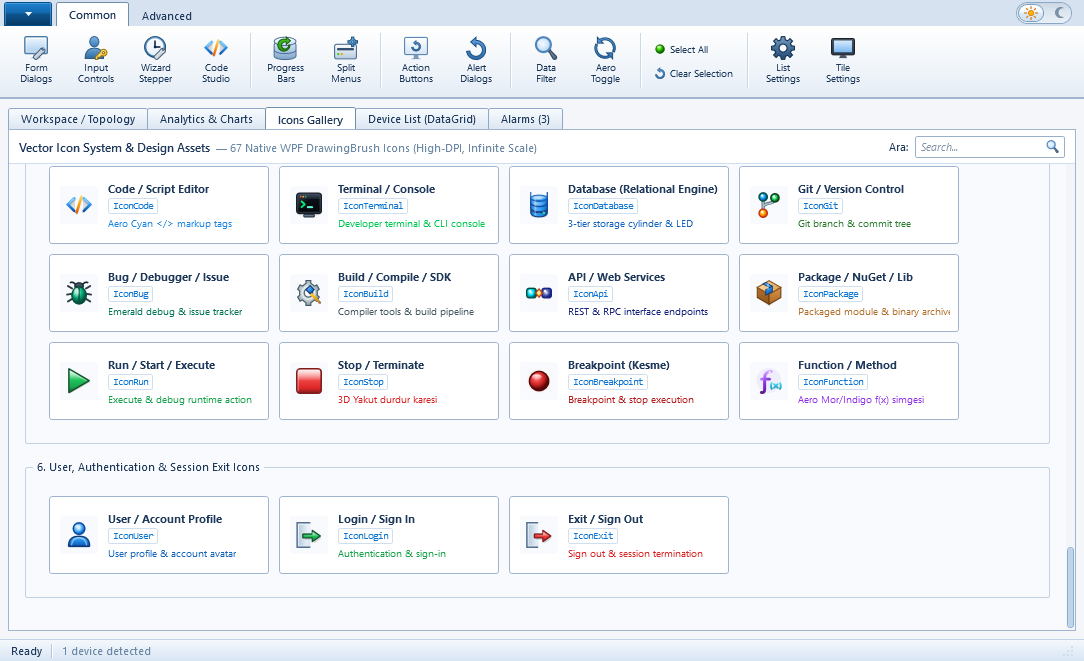 Common
Advanced
Form
Dialogs
Input
Controls
Wizard
Stepper
Code
Studio
Progress
Bars
Split
Menus
Action
Buttons
Alert
Dialogs
Data
Filter
Aero
Toggle
Select All
Clear Selection
List
Settings
Tile
Settings
Workspace / Topology
Analytics & Charts
Icons Gallery
Device List (DataGrid)
Alarms (3)
Vector Icon System & Design Assets — 67 Native WPF DrawingBrush Icons (High-DPI, Infinite Scale)
Ara:
Search...
Code / Script Editor
IconCode
Aero Cyan </> markup tags
Terminal / Console
IconTerminal
Developer terminal & CLI console
Database (Relational Engine)
IconDatabase
3-tier storage cylinder & LED
Git / Version Control
IconGit
Git branch & commit tree
Bug / Debugger / Issue
IconBug
Emerald debug & issue tracker
Build / Compile / SDK
IconBuild
Compiler tools & build pipeline
API / Web Services
IconApi
REST & RPC interface endpoints
Package / NuGet / Lib
IconPackage
Packaged module & binary archive
Run / Start / Execute
IconRun
Execute & debug runtime action
Stop / Terminate
IconStop
3D Yakut durdur karesi
Breakpoint (Kesme)
IconBreakpoint
Breakpoint & stop execution
f(x)
Function / Method
IconFunction
Aero Mor/Indigo f(x) simgesi
6. User, Authentication & Session Exit Icons
User / Account Profile
IconUser
User profile & account avatar
Login / Sign In
IconLogin
Authentication & sign-in
Exit / Sign Out
IconExit
Sign out & session termination
Ready
1 device detected